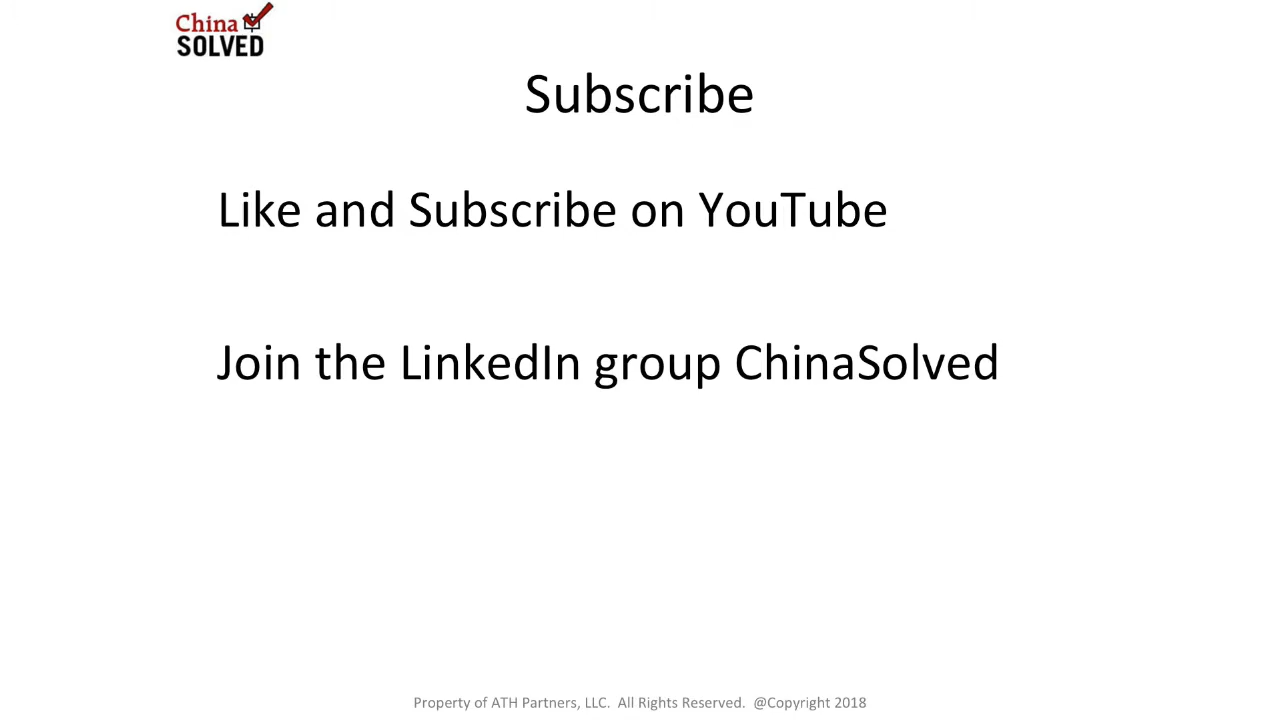 China
SOLVED
Subscribe
Like and Subscribe on YouTube
Join the LinkedIn group ChinaSolved
Property of ATH Partners, LLC.  All Rights Reserved.  @Copyright 2018